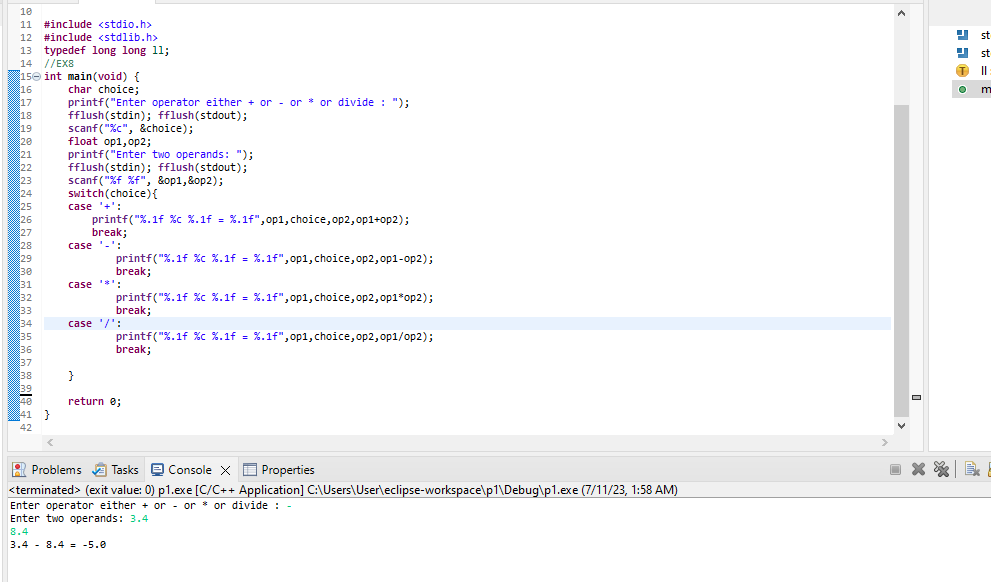 10
11 #include <stdio.h>
12 #include <stdlib.h>
13 typedef long long ll;
14 //EX8
15 int main(void) {
16 char choice;
17 printf("Enter operator either + or - or * or divide : ");
18 fflush(stdin); fflush(stdout);
19 scanf("%c", &choice);
20 float op1,op2;
21 printf("Enter two operands: ");
22 fflush(stdin); fflush(stdout);
23 scanf("%f %f", &op1,&op2);
24 switch(choice){
25 case '+':
26 printf("%.1f %c %.1f = %.1f",op1,choice,op2,op1+op2);
27 break;
28 case '-':
29 printf("%.1f %c %.1f = %.1f",op1,choice,op2,op1-op2);
30 break;
31 case '*':
32 printf("%.1f %c %.1f = %.1f",op1,choice,op2,op1*op2);
33 break;
34 case '/':
35 printf("%.1f %c %.1f = %.1f",op1,choice,op2,op1/op2);
36 break;
37
38 }
39
40 return 0;
41 }
42
st
st
T ll
m
Problems Tasks Console Properties
<terminated> (exit value: 0) p1.exe [C/C++ Application] C:\Users\User\eclipse-workspace\p1\Debug\p1.exe (7/11/23, 1:58 AM)
Enter operator either + or - or * or divide : -
Enter two operands: 3.4
8.4
3.4 - 8.4 = -5.0